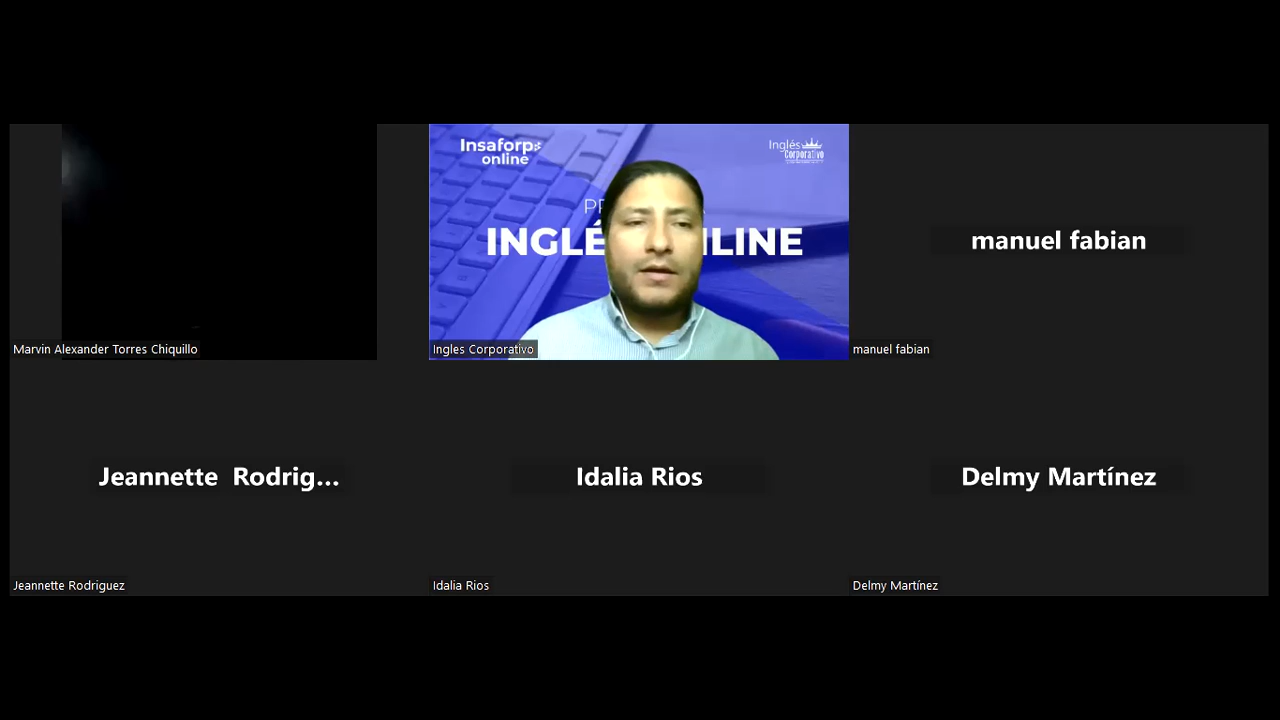 Insaforp
online
Inglés
Corporativo
INGLÉ
NLINE
manuel fabian
Marvin Alexander Torres Chiquillo
Ingles Corporativo
manuel fabian
Jeannette Rodrig...
Idalia Rios
Delmy Martínez
Jeannette Rodriguez
Idalia Rios
Delmy Martínez